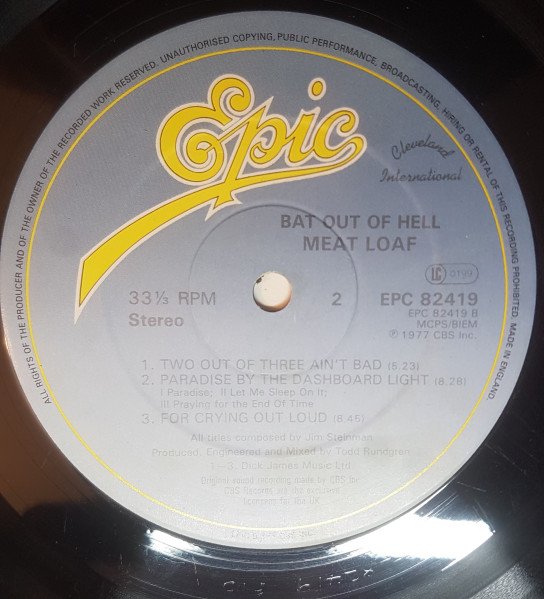 ALL RIGHTS OF THE PRODUCER AND OF THE OWNER OF THE RECORDED WORK RESERVED. UNAUTHORISED COPYING, PUBLIC PERFORMANCE, BROADCASTING, HIRING OR RENTAL OF THIS RECORDING PROHIBITED. MADE IN ENGLAND.
Epic
Cleveland
International
BAT OUT OF HELL
MEAT LOAF
LC 0199
33⅓ RPM 2 EPC 82419
Stereo EPC 82419 B
MCPS/BIEM
℗ 1977 CBS Inc.
1. TWO OUT OF THREE AIN'T BAD (5.23)
2. PARADISE BY THE DASHBOARD LIGHT (8.28)
I Paradise; II Let Me Sleep On It;
III Praying for the End Of Time
3. FOR CRYING OUT LOUD (8.45)
All titles composed by Jim Steinman
Produced, Engineered and Mixed by Todd Rundgren
1-3. Dick James Music Ltd.
Original sound recording made by CBS Inc
CBS Records are the exclusive
licensees for the UK